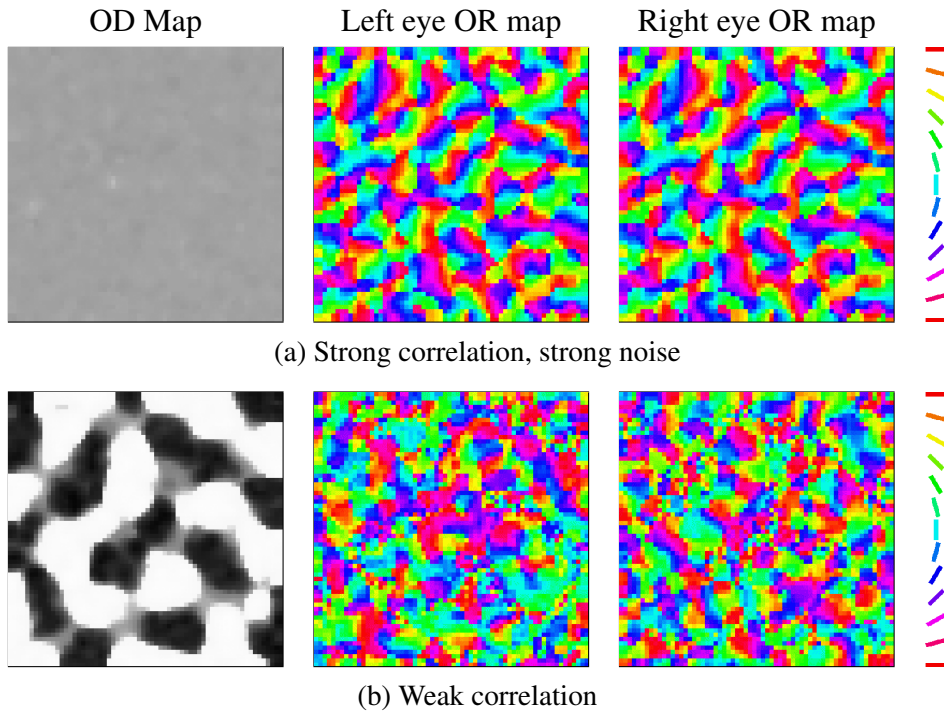 OD Map Left eye OR map Right eye OR map
(a) Strong correlation, strong noise
(b) Weak correlation